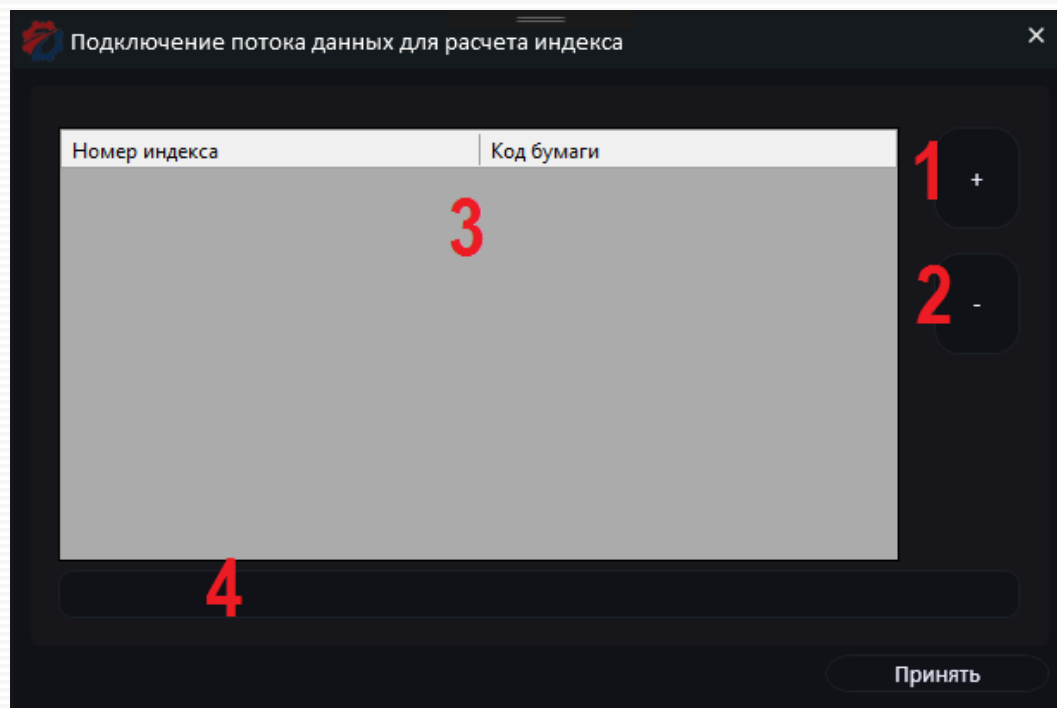 Подключение потока данных для расчета индекса ×
Номер индекса Код бумаги
1 +
3
2 -
4
Принять